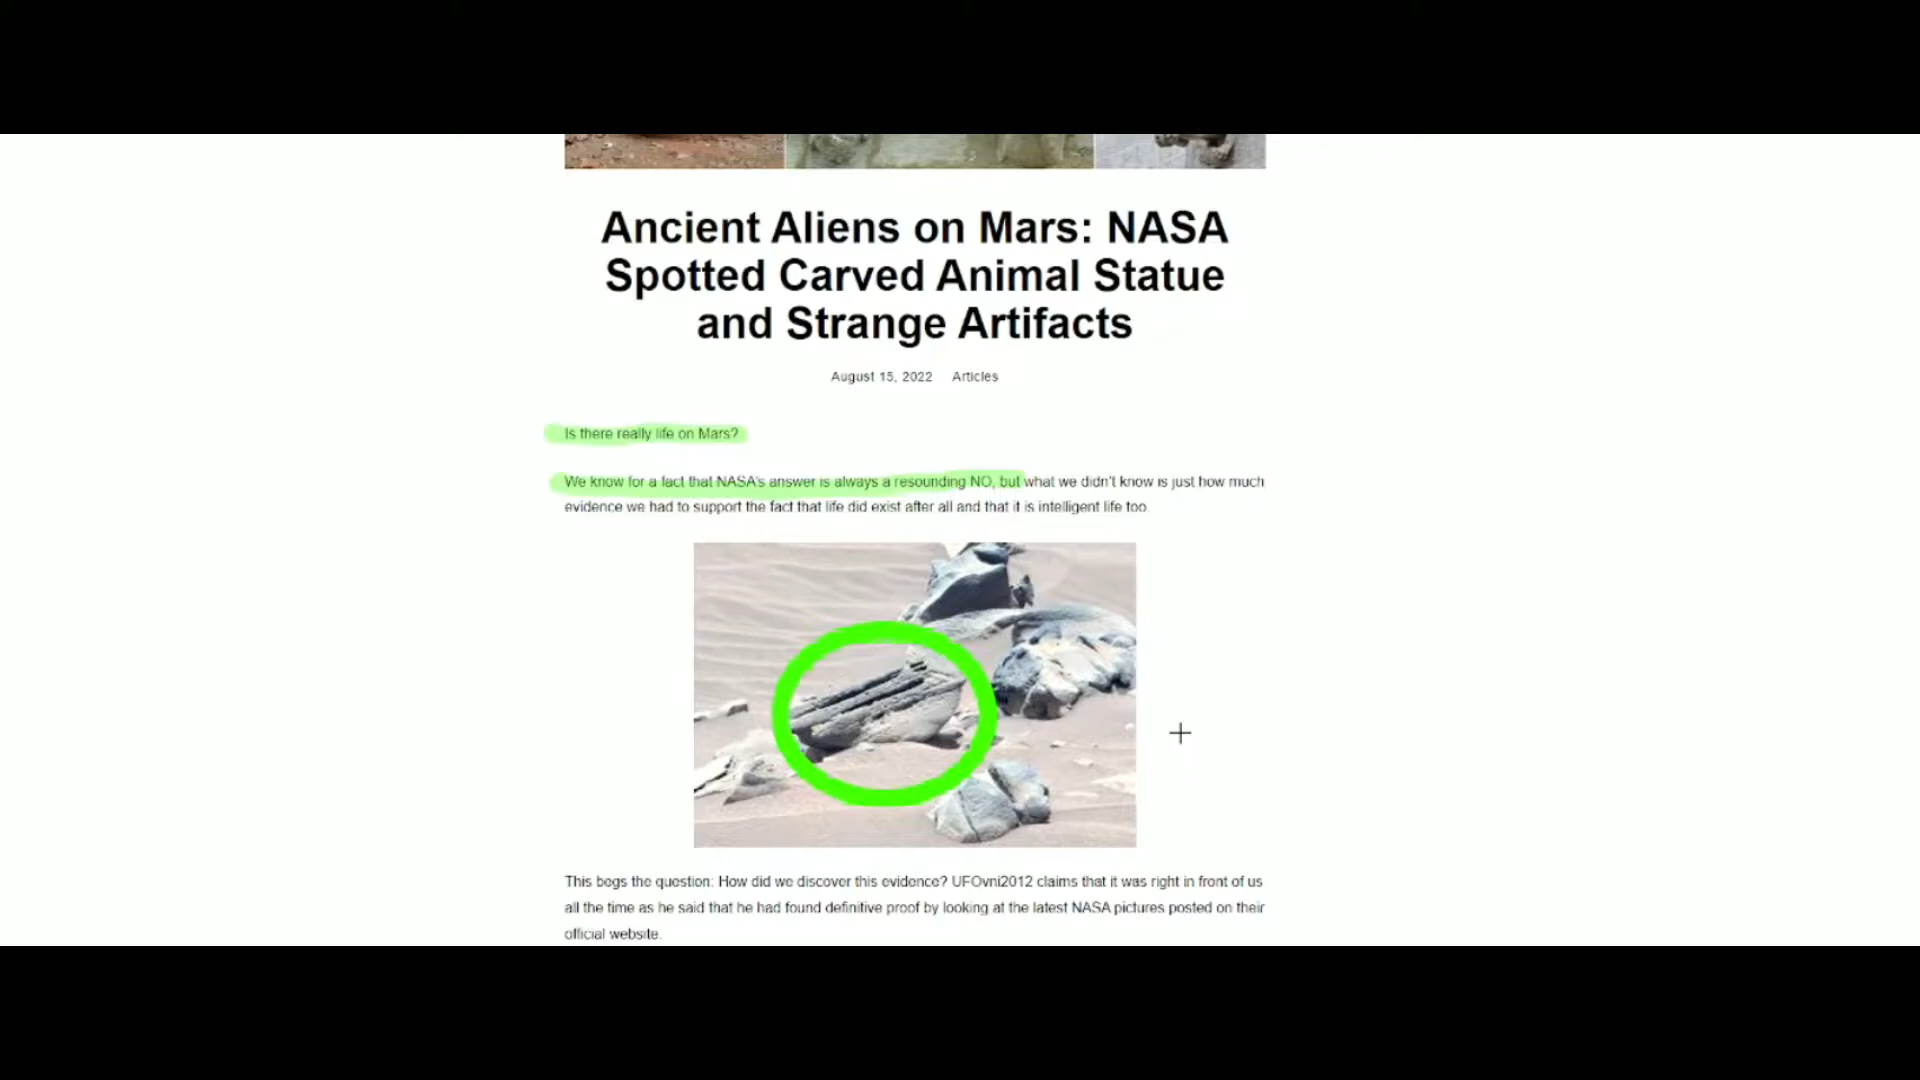 Ancient Aliens on Mars: NASA
Spotted Carved Animal Statue
and Strange Artifacts
August 15, 2022 Articles
Is there really life on Mars?
We know for a fact that NASA's answer is always a resounding NO, but what we didn't know is just how much
evidence we had to support the fact that life did exist after all and that it is intelligent life too.
This begs the question: How did we discover this evidence? UFOvni2012 claims that it was right in front of us
all the time as he said that he had found definitive proof by looking at the latest NASA pictures posted on their
official website.